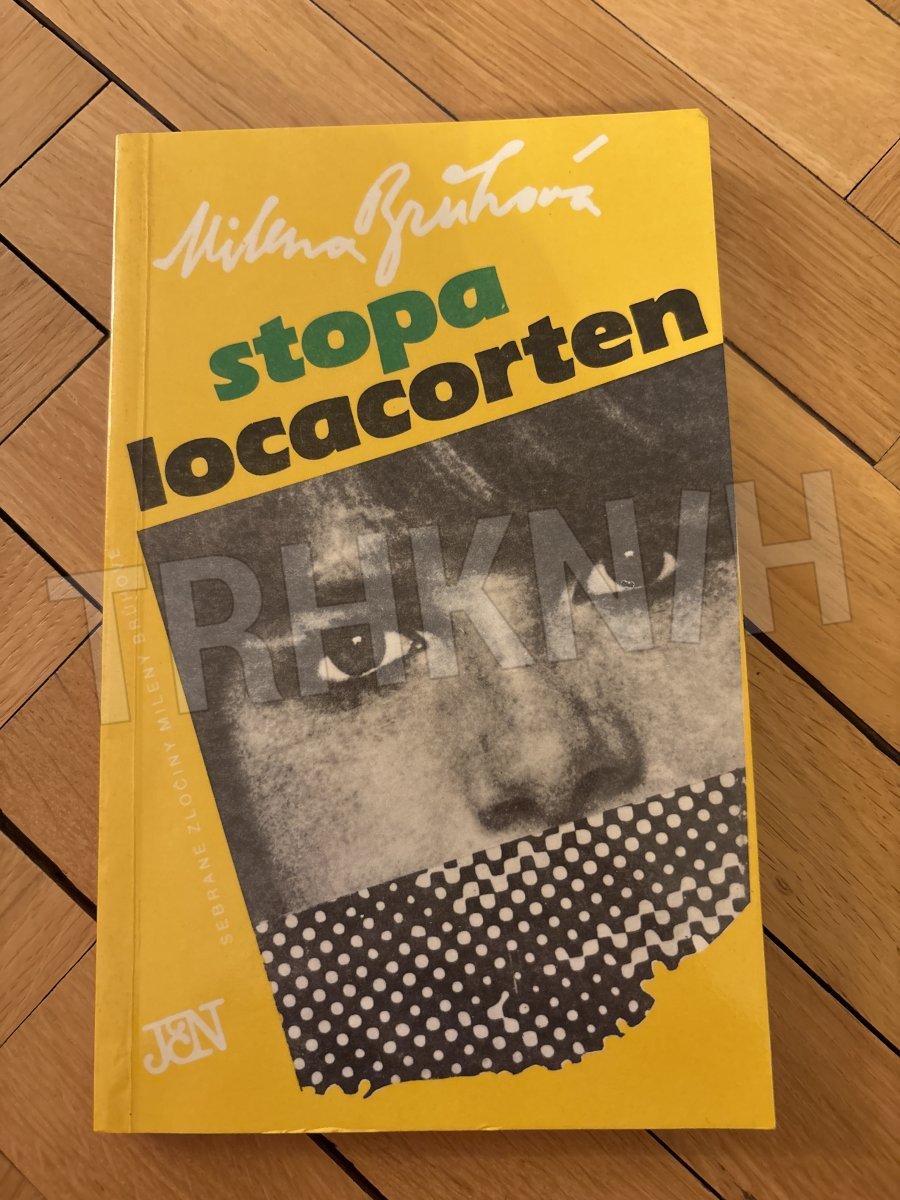 Milena Brůhová
stopa
locacorten
SEBRANÉ ZLOČINY MILENY BRŮHOVÉ
J&N
TRHKNIH